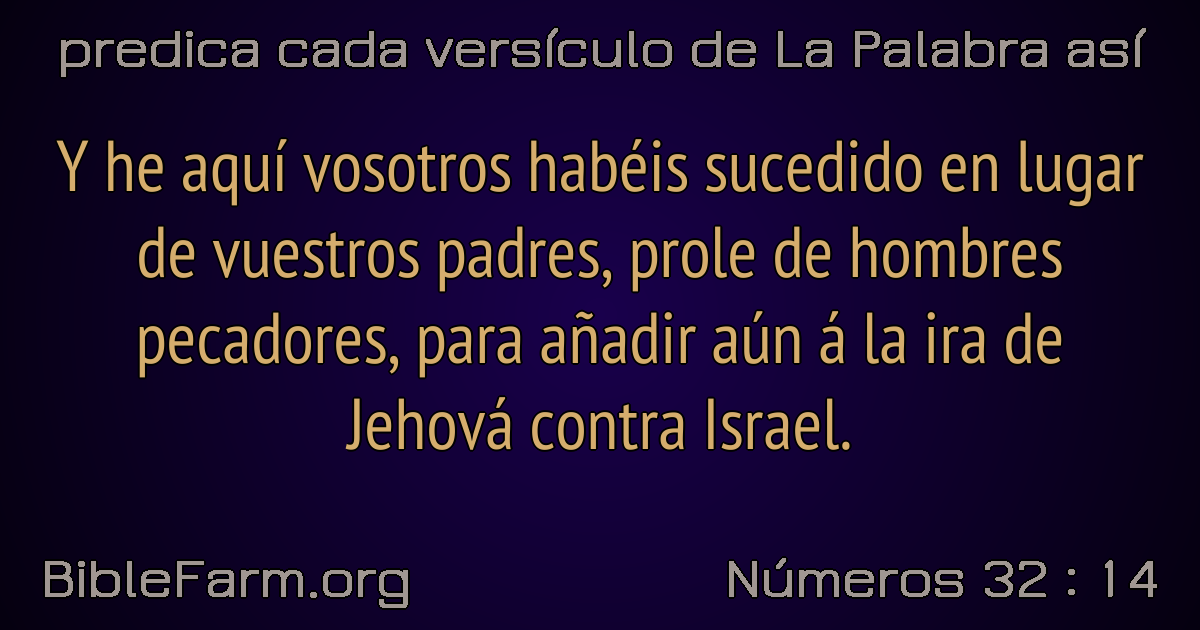 predica cada versículo de La Palabra así
Y he aquí vosotros habéis sucedido en lugar
de vuestros padres, prole de hombres
pecadores, para añadir aún á la ira de
Jehová contra Israel.
BibleFarm.org
Números 32 : 14